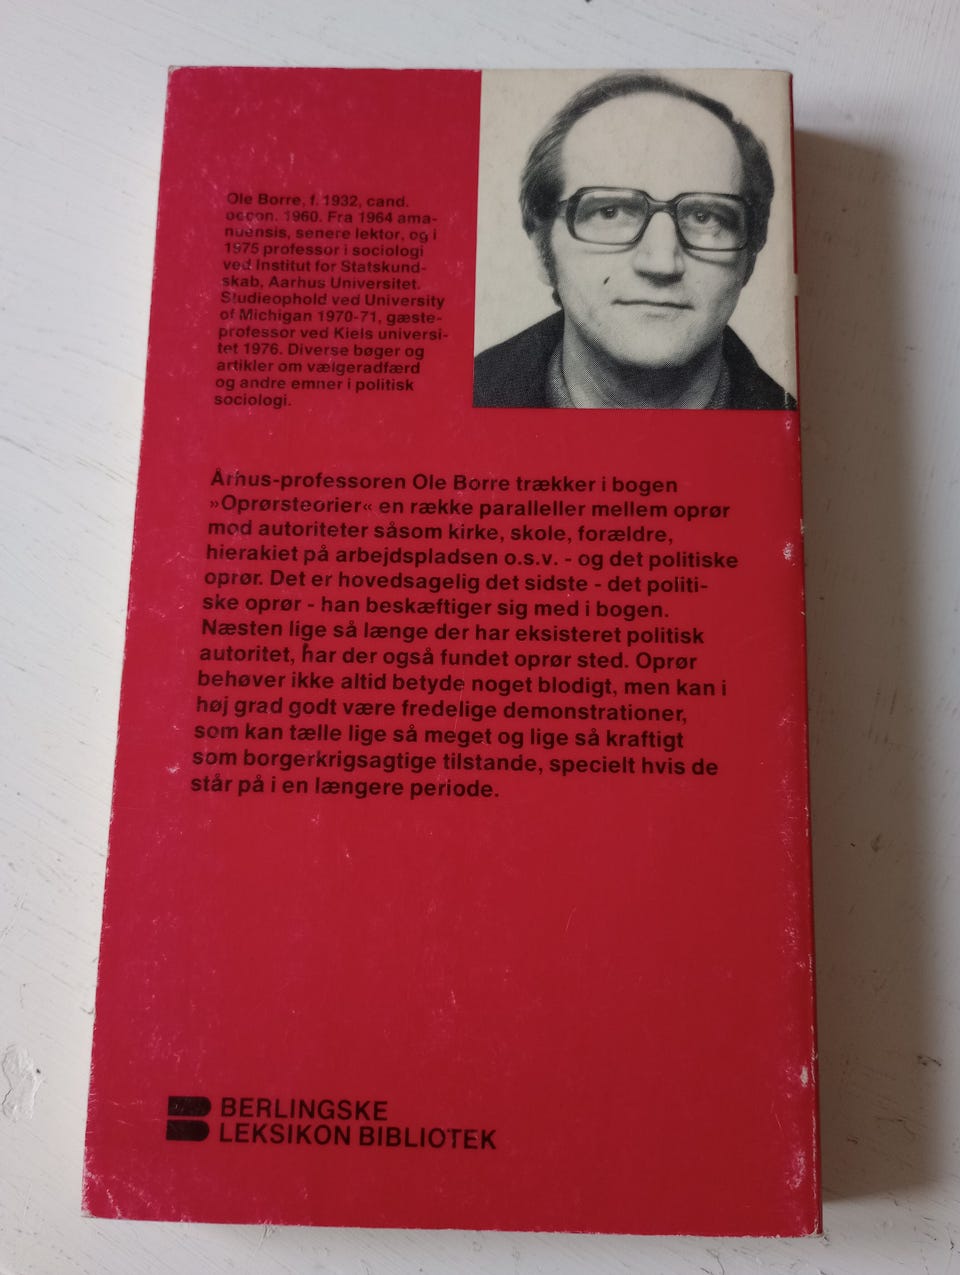 Ole Borre, f. 1932, cand.
oecon. 1960. Fra 1964 ama-
nuensis, senere lektor, og i
1975 professor i sociologi
ved Institut for Statskund-
skab, Aarhus Universitet.
Studieophold ved University
of Michigan 1970-71, gæste-
professor ved Kiels universi-
tet 1976. Diverse bøger og
artikler om vælgeradfærd
og andre emner i politisk
sociologi.
Århus-professoren Ole Borre trækker i bogen
»Oprørsteorier« en række paralleller mellem oprør
mod autoriteter såsom kirke, skole, forældre,
hierakiet på arbejdspladsen o.s.v. - og det politiske
oprør. Det er hovedsagelig det sidste - det politi-
ske oprør - han beskæftiger sig med i bogen.
Næsten lige så længe der har eksisteret politisk
autoritet, har der også fundet oprør sted. Oprør
behøver ikke altid betyde noget blodigt, men kan i
høj grad godt være fredelige demonstrationer,
som kan tælle lige så meget og lige så kraftigt
som borgerkrigsagtige tilstande, specielt hvis de
står på i en længere periode.
BERLINGSKE
LEKSIKON BIBLIOTEK